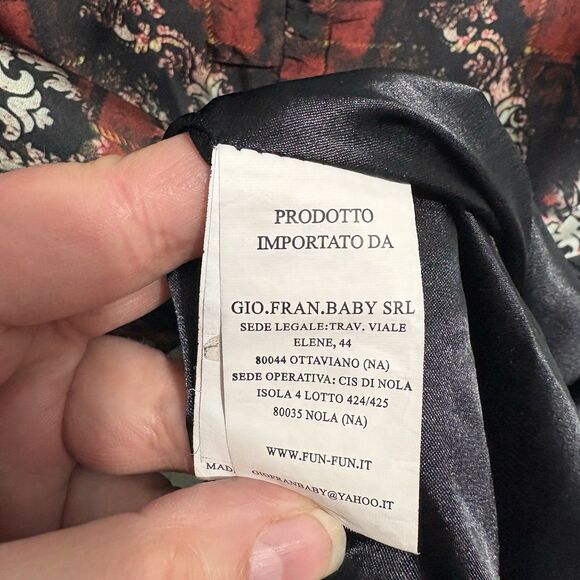 PRODOTTO
IMPORTATO DA
GIO.FRAN.BABY SRL
SEDE LEGALE:TRAV. VIALE
ELENE, 44
80044 OTTAVIANO (NA)
SEDE OPERATIVA: CIS DI NOLA
ISOLA 4 LOTTO 424/425
80035 NOLA (NA)
WWW.FUN-FUN.IT
GIOFRANBABY@YAHOO.IT